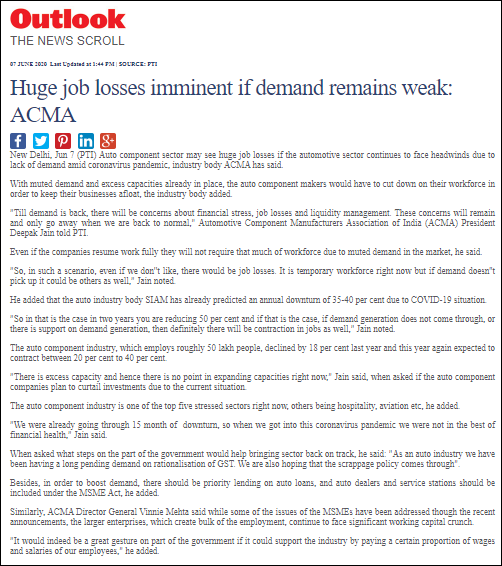 Outlook
THE NEWS SCROLL
07 JUNE 2020 Last Updated at 1:44 PM | SOURCE: PTI
Huge job losses imminent if demand remains weak:
ACMA
New Delhi, Jun 7 (PTI) Auto component sector may see huge job losses if the automotive sector continues to face headwinds due to
lack of demand amid coronavirus pandemic, industry body ACMA has said.
With muted demand and excess capacities already in place, the auto component makers would have to cut down on their workforce in
order to keep their businesses afloat, the industry body added.
"Till demand is back, there will be concerns about financial stress, job losses and liquidity management. These concerns will remain
and only go away when we are back to normal," Automotive Component Manufacturers Association of India (ACMA) President
Deepak Jain told PTI.
Even if the companies resume work fully they will not require that much of workforce due to muted demand in the market, he said.
"So, in such a scenario, even if we don"t like, there would be job losses. It is temporary workforce right now but if demand doesn"t
pick up it could be others as well," Jain noted.
He added that the auto industry body SIAM has already predicted an annual downturn of 35-40 per cent due to COVID-19 situation.
"So in that is the case in two years you are reducing 50 per cent and if that is the case, if demand generation does not come through, or
there is support on demand generation, then definitely there will be contraction in jobs as well," Jain noted.
The auto component industry, which employs roughly 50 lakh people, declined by 18 per cent last year and this year again expected to
contract between 20 per cent to 40 per cent.
"There is excess capacity and hence there is no point in expanding capacities right now," Jain said, when asked if the auto component
companies plan to curtail investments due to the current situation.
The auto component industry is one of the top five stressed sectors right now, others being hospitality, aviation etc, he added.
"We were already going through 15 month of downturn, so when we got into this coronavirus pandemic we were not in the best of
financial health," Jain said.
When asked what steps on the part of the government would help bringing sector back on track, he said: "As an auto industry we have
been having a long pending demand on rationalisation of GST. We are also hoping that the scrappage policy comes through".
Besides, in order to boost demand, there should be priority lending on auto loans, and auto dealers and service stations should be
included under the MSME Act, he added.
Similarly, ACMA Director General Vinnie Mehta said while some of the issues of the MSMEs have been addressed though the recent
announcements, the larger enterprises, which create bulk of the employment, continue to face significant working capital crunch.
"It would indeed be a great gesture on part of the government if it could support the industry by paying a certain proportion of wages
and salaries of our employees," he added.